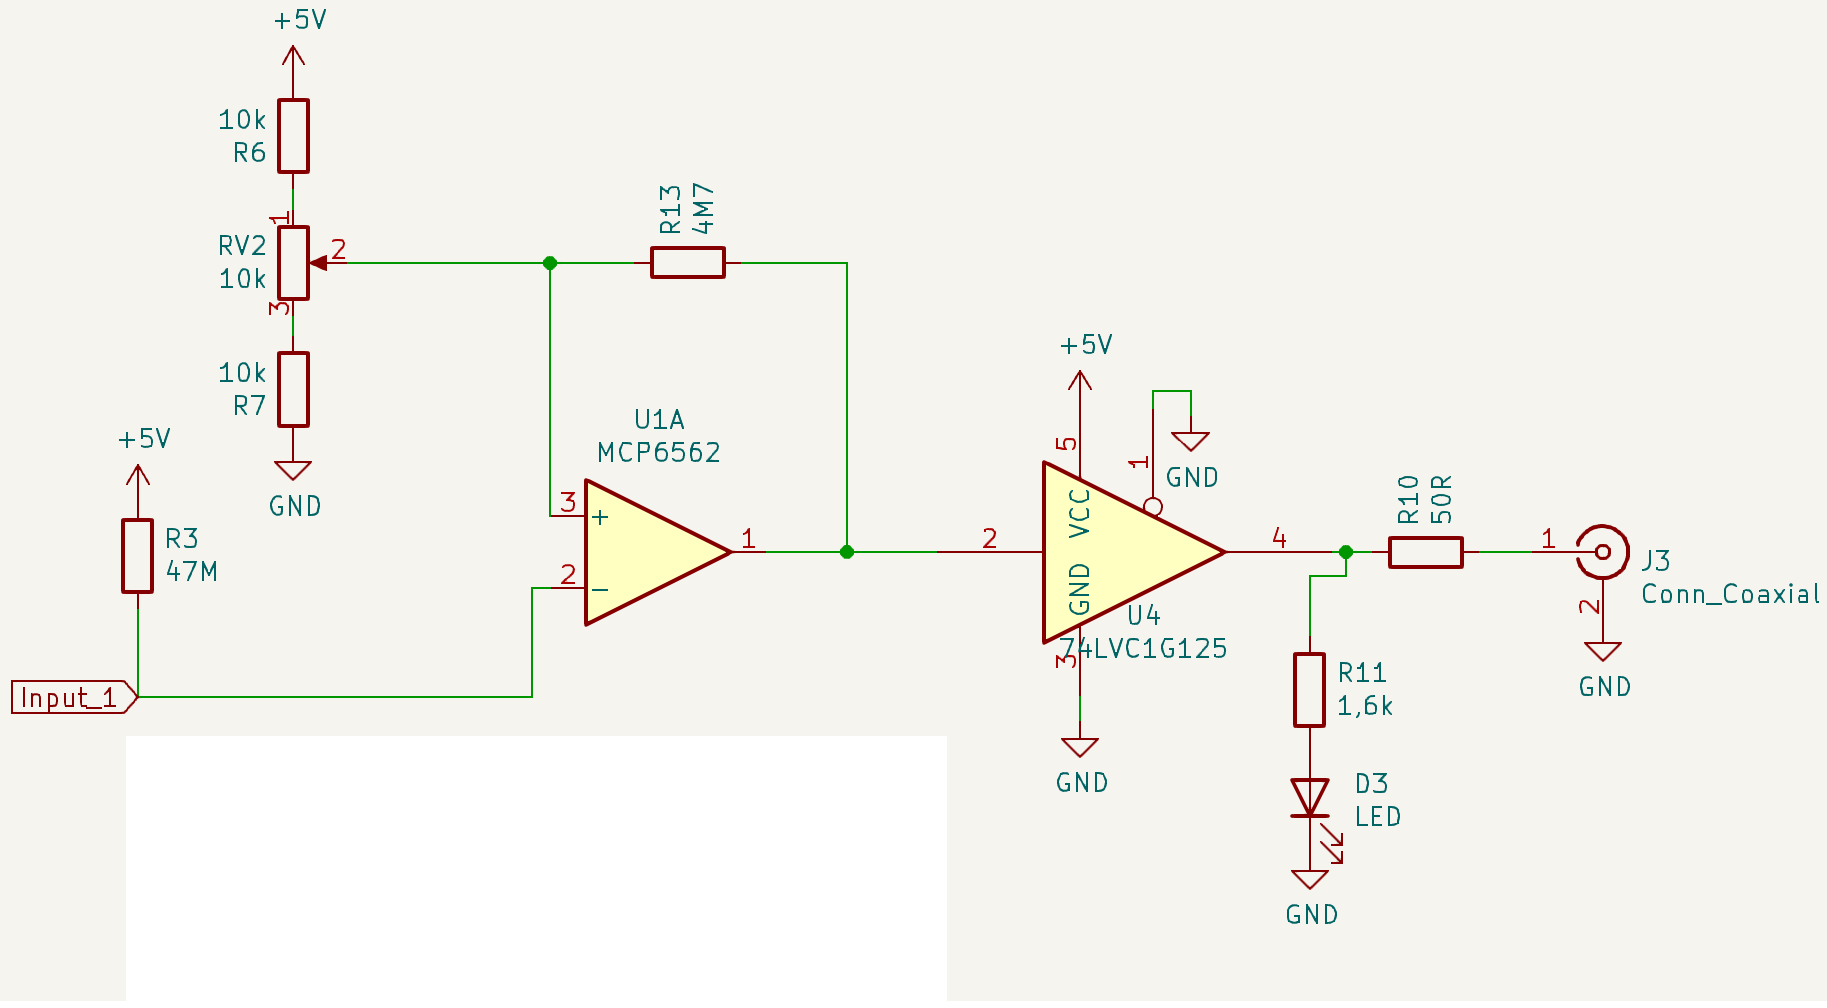 +5V
10k
R6
1
RV2
10k
2
3
10k
R7
GND
R13
4M7
+5V
R3
47M
Input_1
U1A
MCP6562
3
+
2
−
1
+5V
5
1
GND
2
VCC
GND
4
U4
74LVC1G125
3
GND
R10
50R
1
J3
Conn_Coaxial
2
GND
R11
1,6k
D3
LED
GND